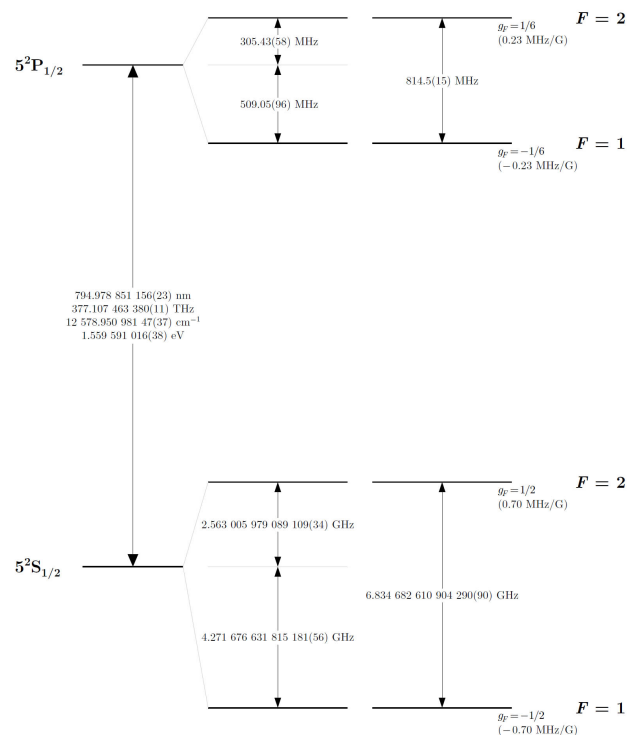 F = 2
g_F = 1/6
(0.23 MHz/G)
305.43(58) MHz
5²P₁/₂
509.05(96) MHz
814.5(15) MHz
F = 1
g_F = −1/6
(−0.23 MHz/G)
794.978 851 156(23) nm
377.107 463 380(11) THz
12 578.950 981 47(37) cm⁻¹
1.559 591 016(38) eV
F = 2
g_F = 1/2
(0.70 MHz/G)
2.563 005 979 089 109(34) GHz
5²S₁/₂
6.834 682 610 904 290(90) GHz
4.271 676 631 815 181(56) GHz
F = 1
g_F = −1/2
(−0.70 MHz/G)